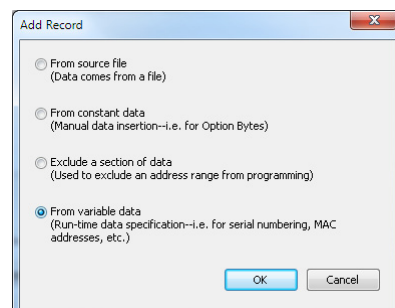 Add Record
From source file
(Data comes from a file)
From constant data
(Manual data insertion--i.e. for Option Bytes)
Exclude a section of data
(Used to exclude an address range from programming)
From variable data
(Run-time data specification--i.e. for serial numbering, MAC
addresses, etc.)
OK Cancel